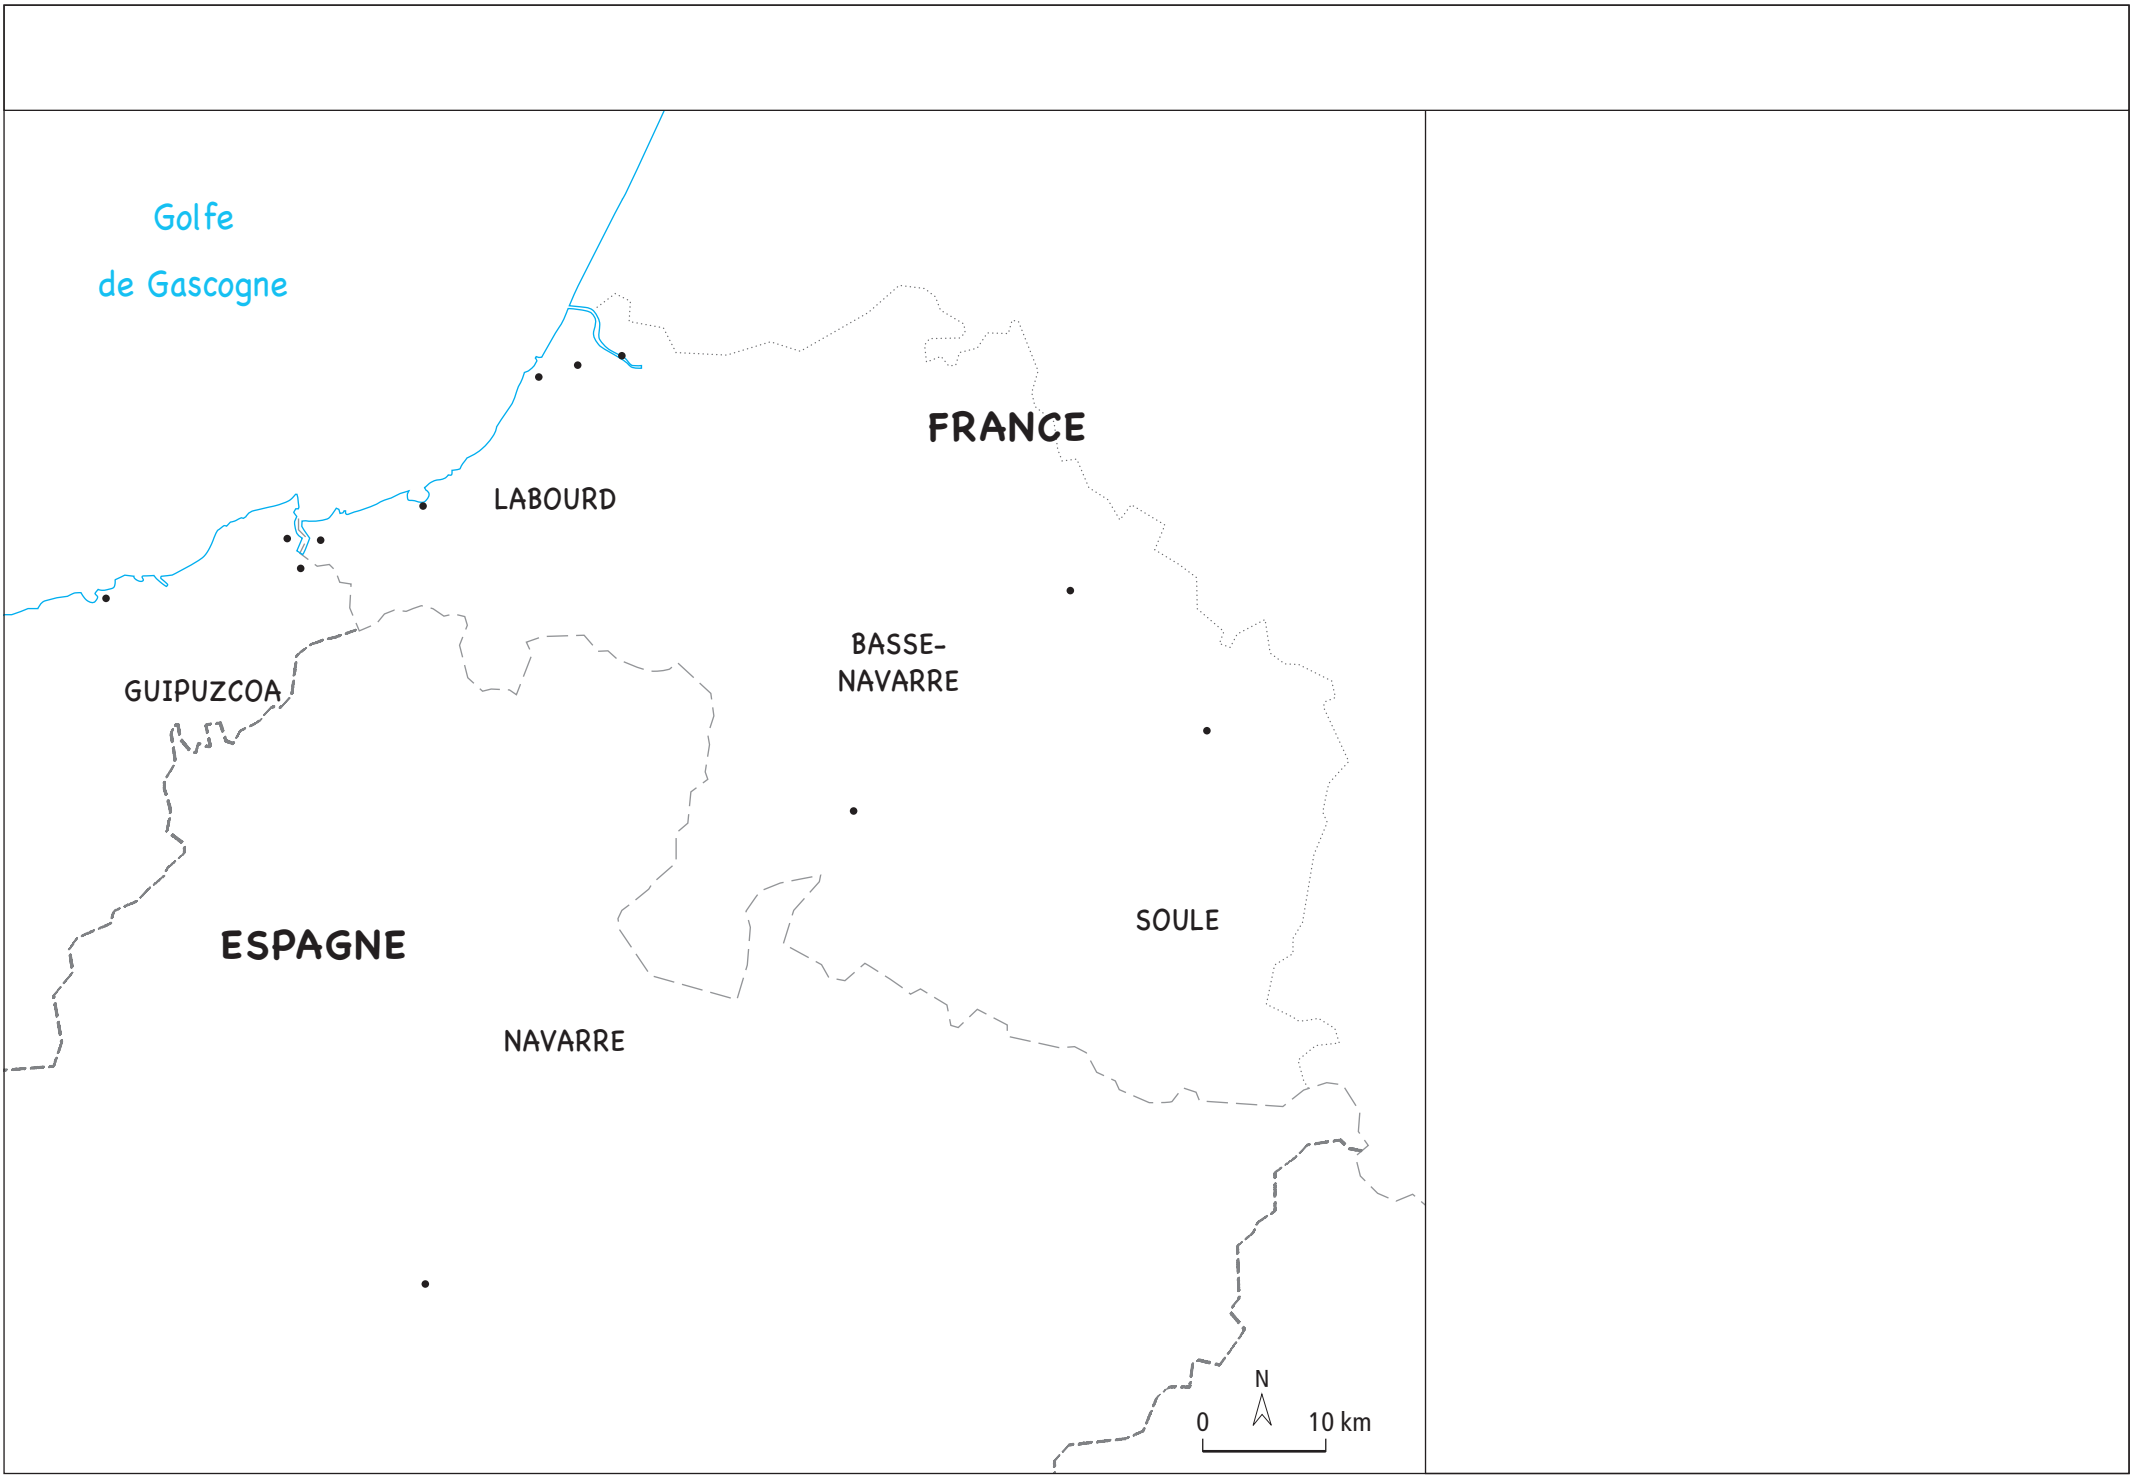 Golfe
de Gascogne
FRANCE
LABOURD
BASSE-
NAVARRE
GUIPUZCOA
SOULE
ESPAGNE
NAVARRE
N
0 10 km